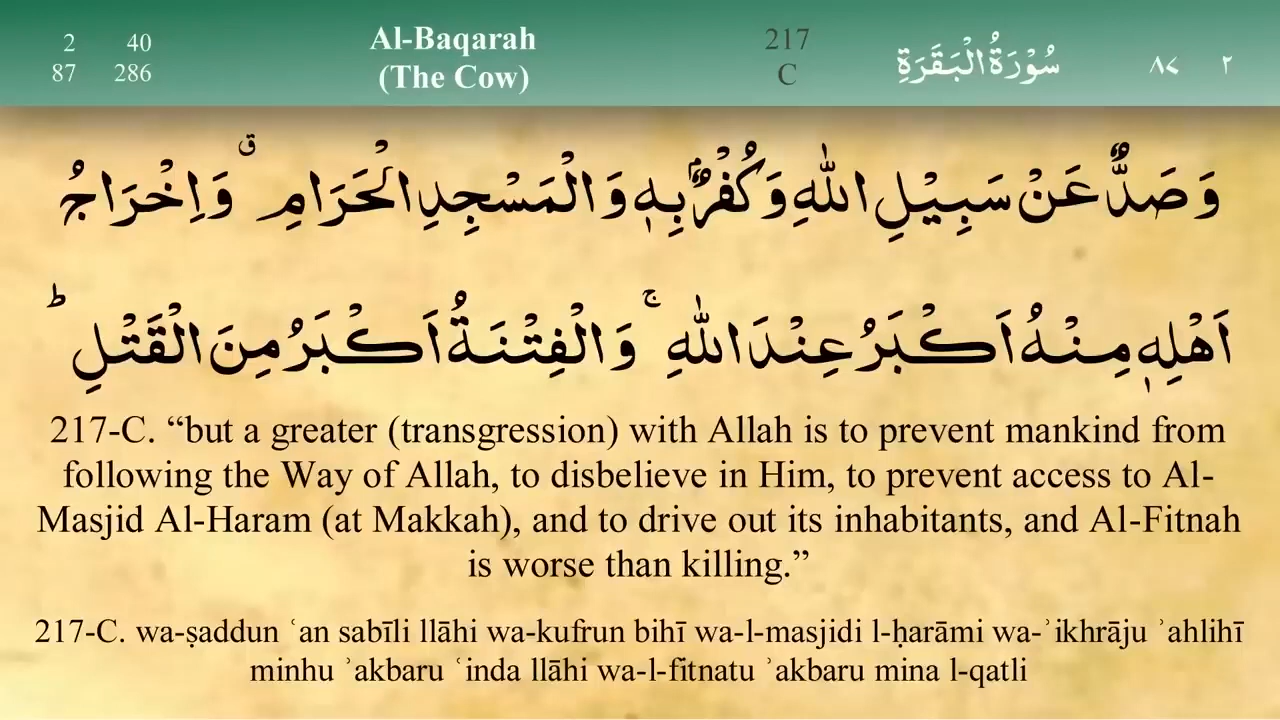 2 40 Al-Baqarah 217 سُوْرَةُ الْبَقَرَةِ ٢ ٨٧
87 286 (The Cow) C
وَصَدٌّ عَنْ سَبِيْلِ اللّٰهِ وَكُفْرٌۢ بِهٖ وَالْمَسْجِدِ الْحَرَامِ ۗ وَاِخْرَاجُ
اَهْلِهٖ مِنْهُ اَكْبَرُ عِنْدَ اللّٰهِ ۚ وَالْفِتْنَةُ اَكْبَرُ مِنَ الْقَتْلِ ؕ
217-C. “but a greater (transgression) with Allah is to prevent mankind from
following the Way of Allah, to disbelieve in Him, to prevent access to Al-
Masjid Al-Haram (at Makkah), and to drive out its inhabitants, and Al-Fitnah
is worse than killing.”
217-C. wa-ṣaddun ʿan sabīli llāhi wa-kufrun bihī wa-l-masjidi l-ḥarāmi wa-ʾikhrāju ʾahlihī
minhu ʾakbaru ʿinda llāhi wa-l-fitnatu ʾakbaru mina l-qatli